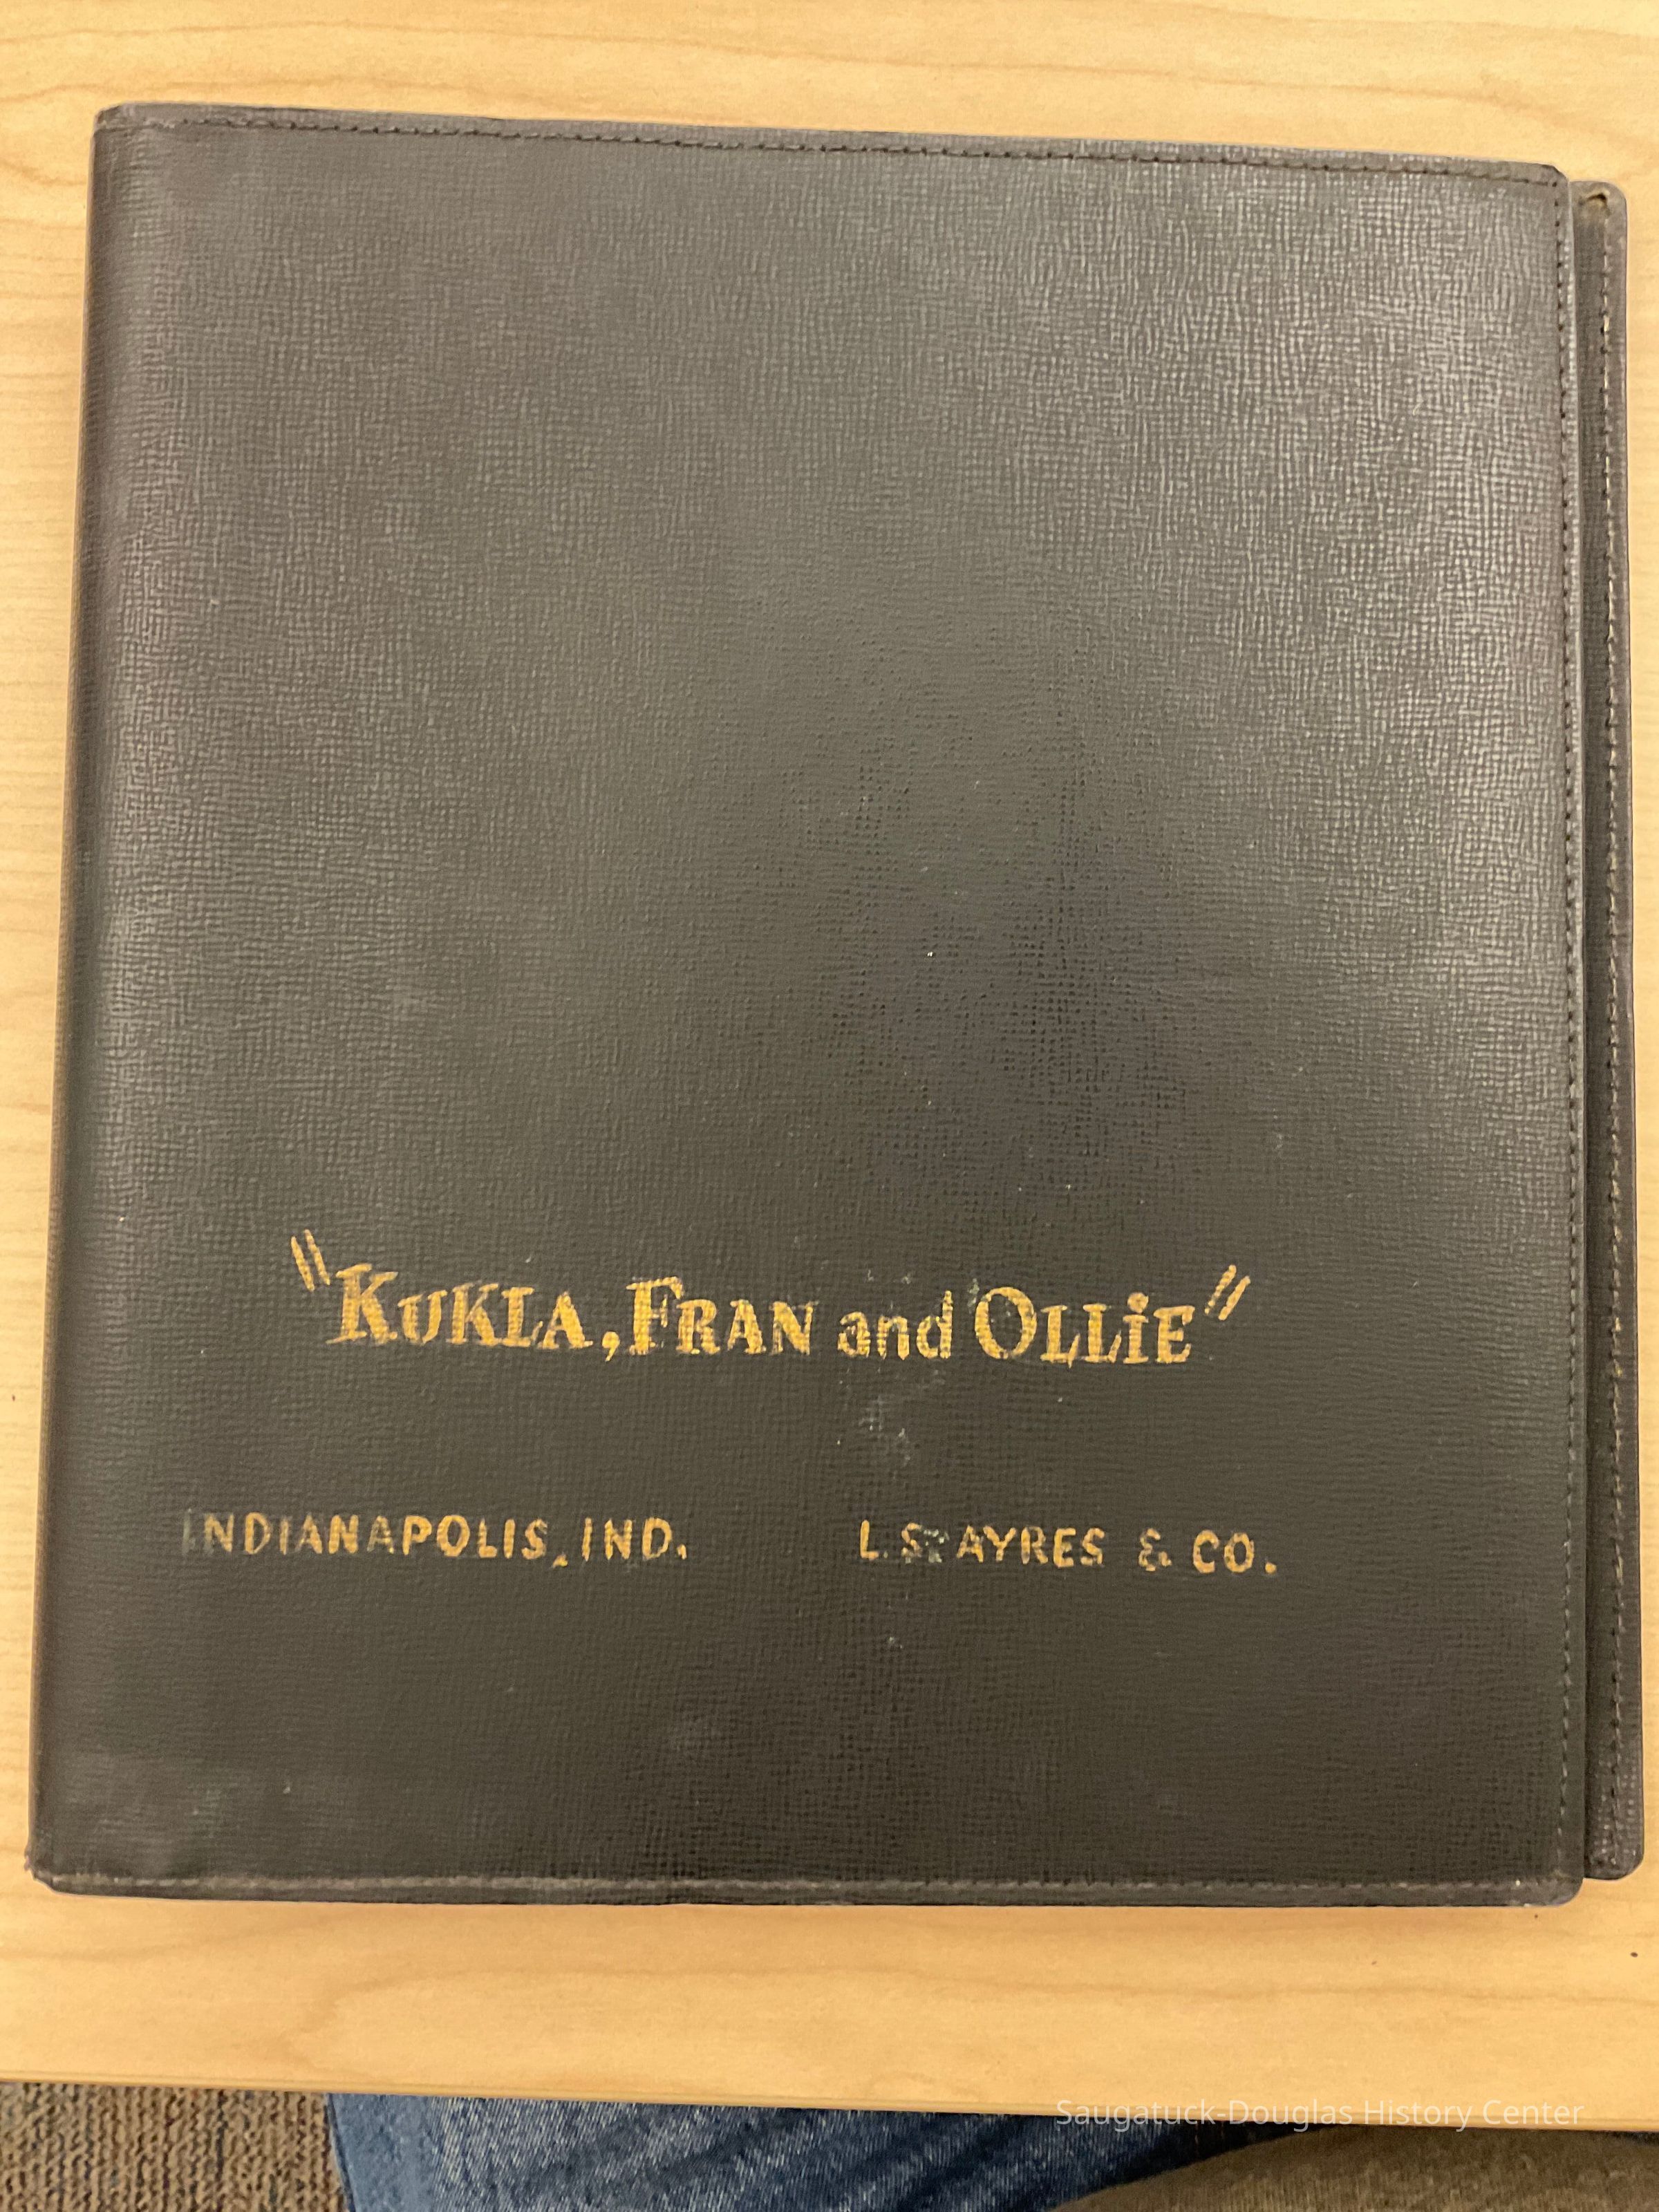 "KUKLA, FRAN and OLLiE"
INDIANAPOLIS, IND. L. S. AYRES & CO.
Saugatuck-Douglas History Center